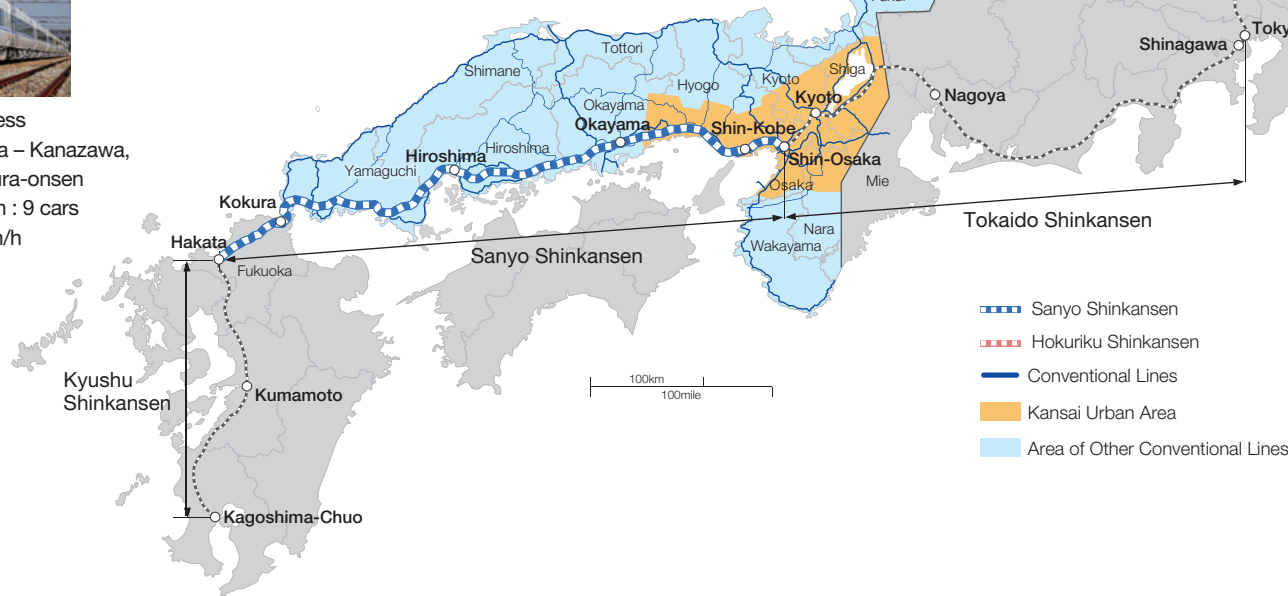 ess
a – Kanazawa,
ura-onsen
n : 9 cars
n/h
Shimane
Tottori
Hyogo
Kyoto
Shiga
Kyoto
Okayama
Okayama
Shin-Kobe
Shin-Osaka
Osaka
Hiroshima
Hiroshima
Yamaguchi
Kokura
Hakata
Fukuoka
Nara
Wakayama
Mie
Nagoya
Shinagawa
Toky
Sanyo Shinkansen
Tokaido Shinkansen
Kyushu
Shinkansen
Kumamoto
Kagoshima-Chuo
100km
100mile
Sanyo Shinkansen
Hokuriku Shinkansen
Conventional Lines
Kansai Urban Area
Area of Other Conventional Lines